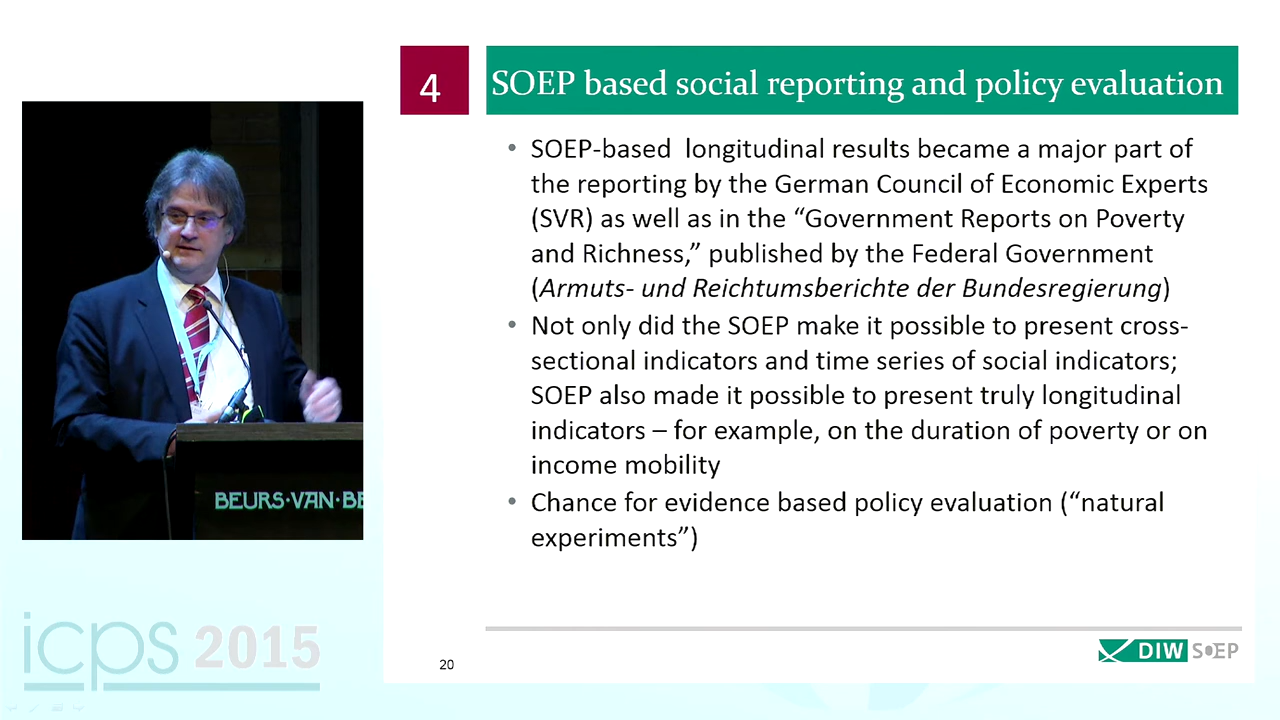 4
SOEP based social reporting and policy evaluation
• SOEP-based longitudinal results became a major part of
the reporting by the German Council of Economic Experts
(SVR) as well as in the “Government Reports on Poverty
and Richness,” published by the Federal Government
(Armuts- und Reichtumsberichte der Bundesregierung)
• Not only did the SOEP make it possible to present cross-
sectional indicators and time series of social indicators;
SOEP also made it possible to present truly longitudinal
indicators – for example, on the duration of poverty or on
income mobility
• Chance for evidence based policy evaluation (“natural
experiments”)
BEURS·VAN·BE
icps 2015
20
DIW SOEP